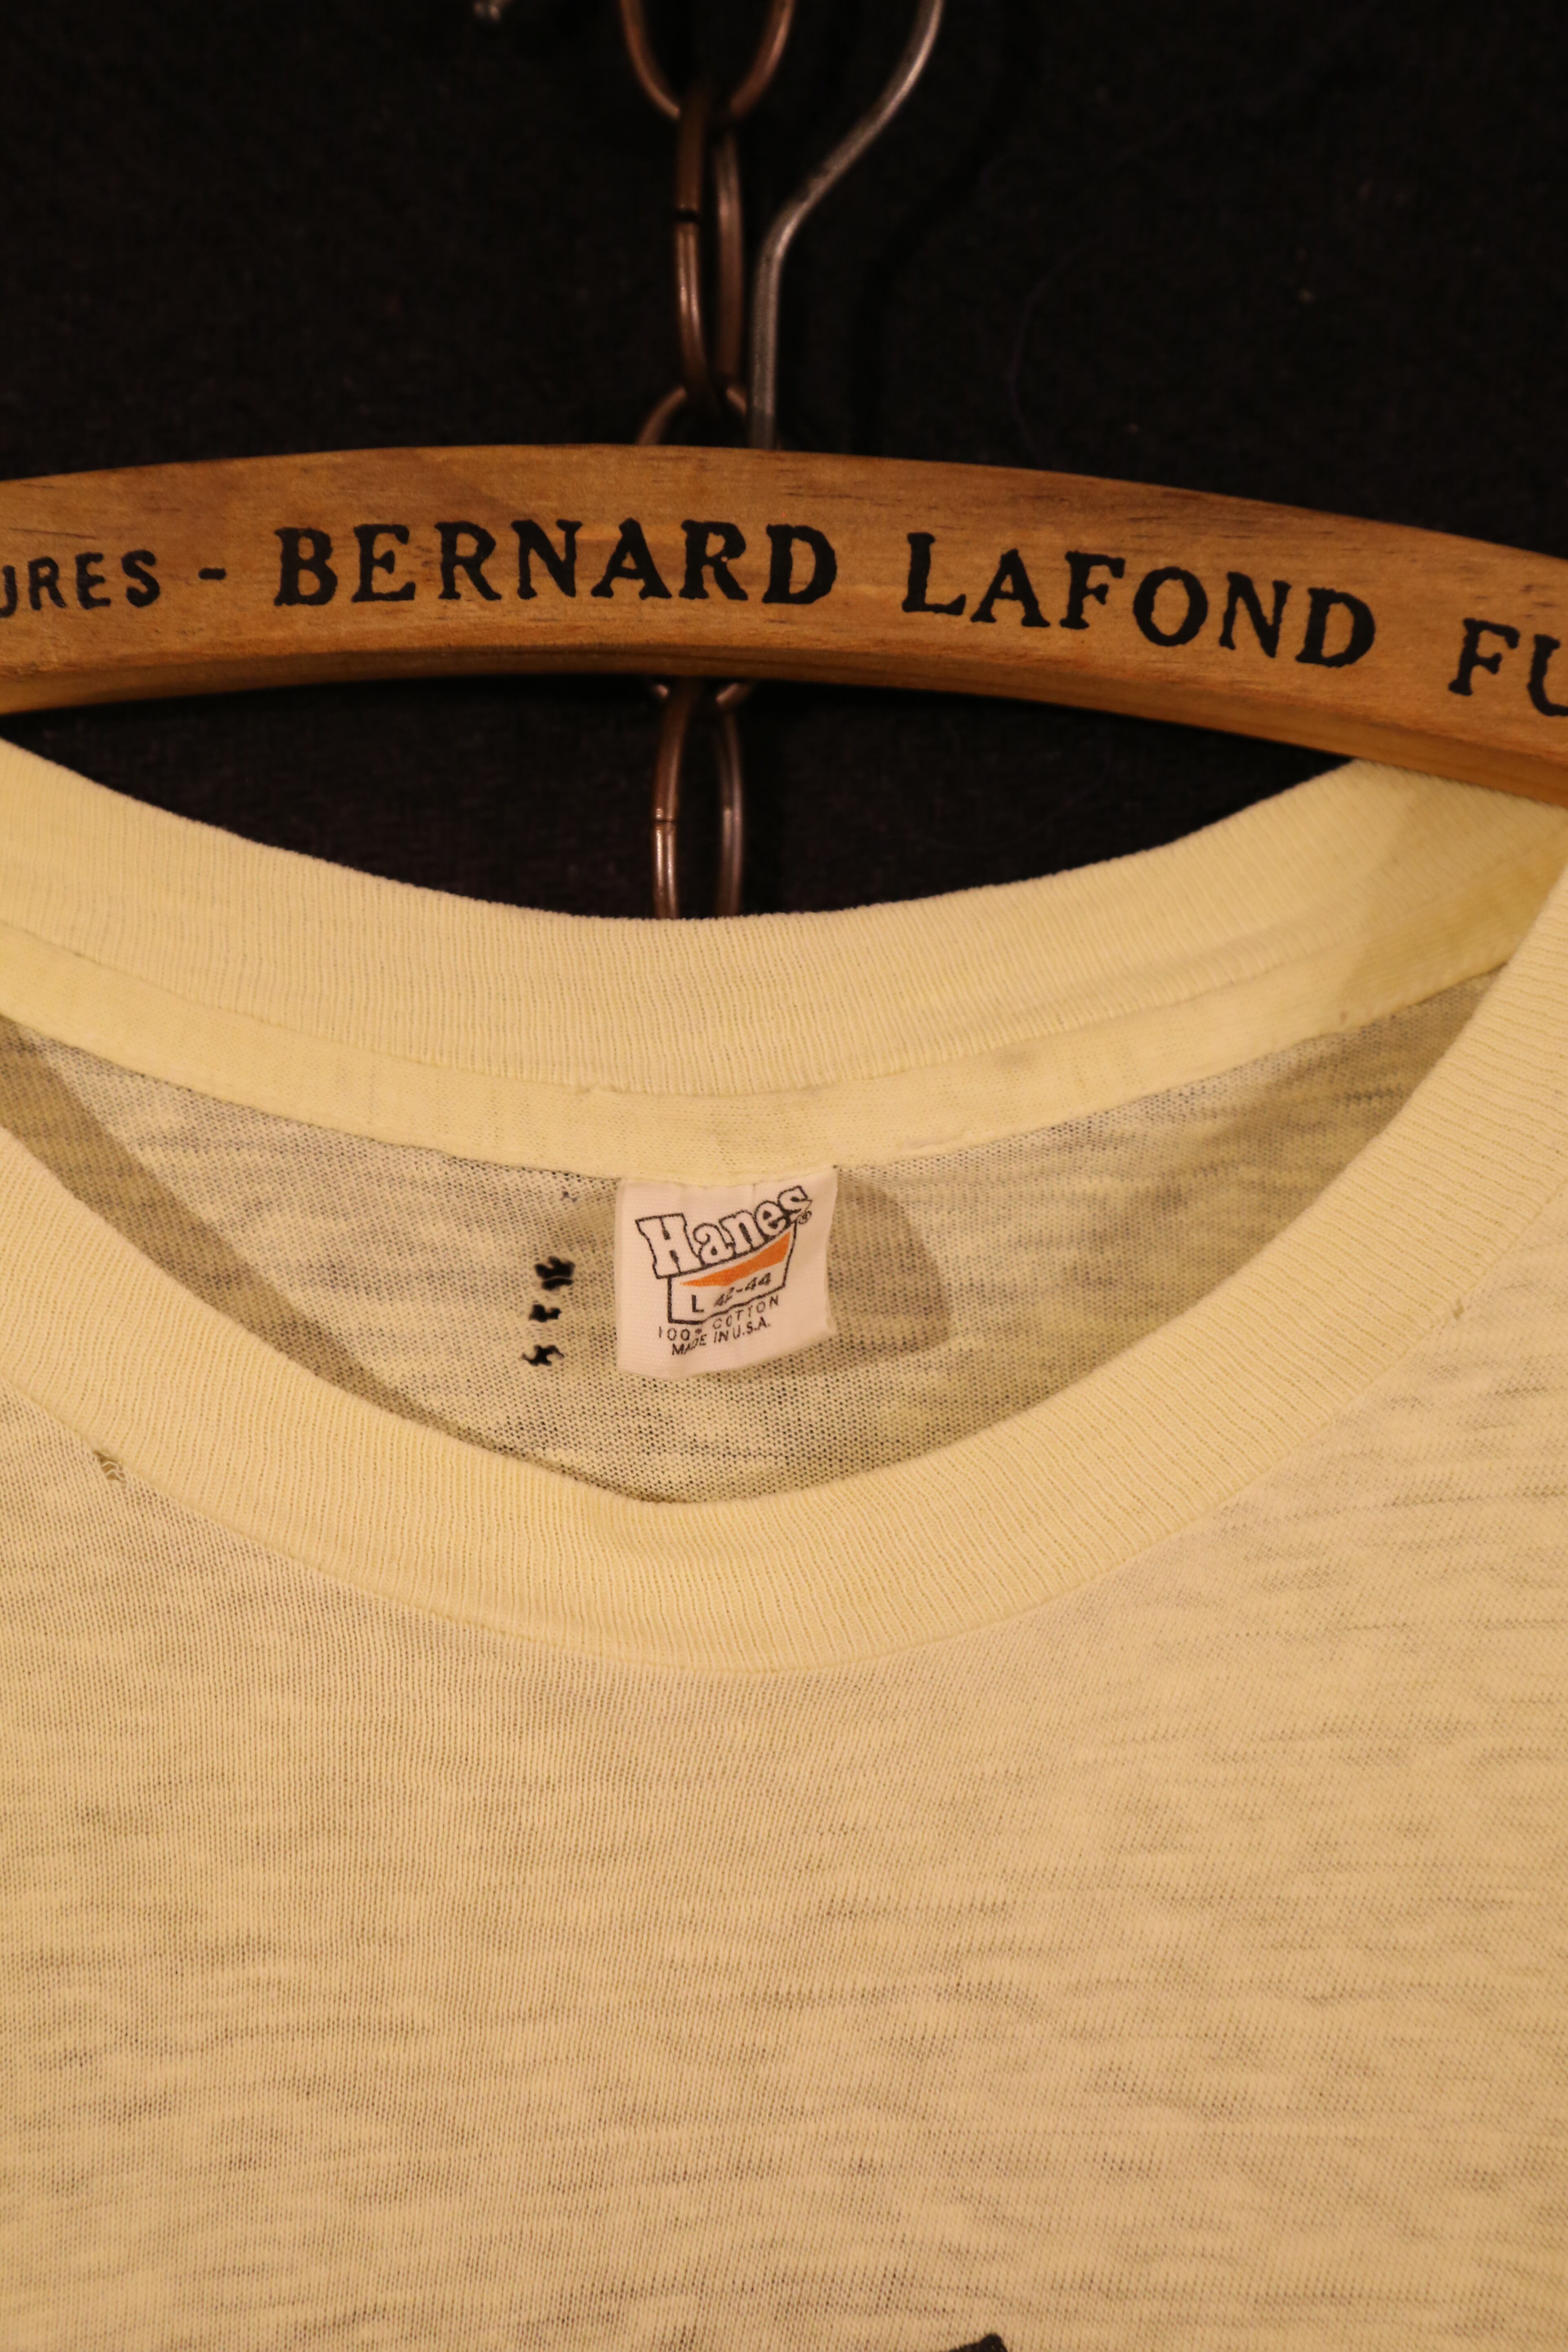 URES - BERNARD LAFOND FU
Hanes®
L 42-44
100% COTTON
MADE IN U.S.A.